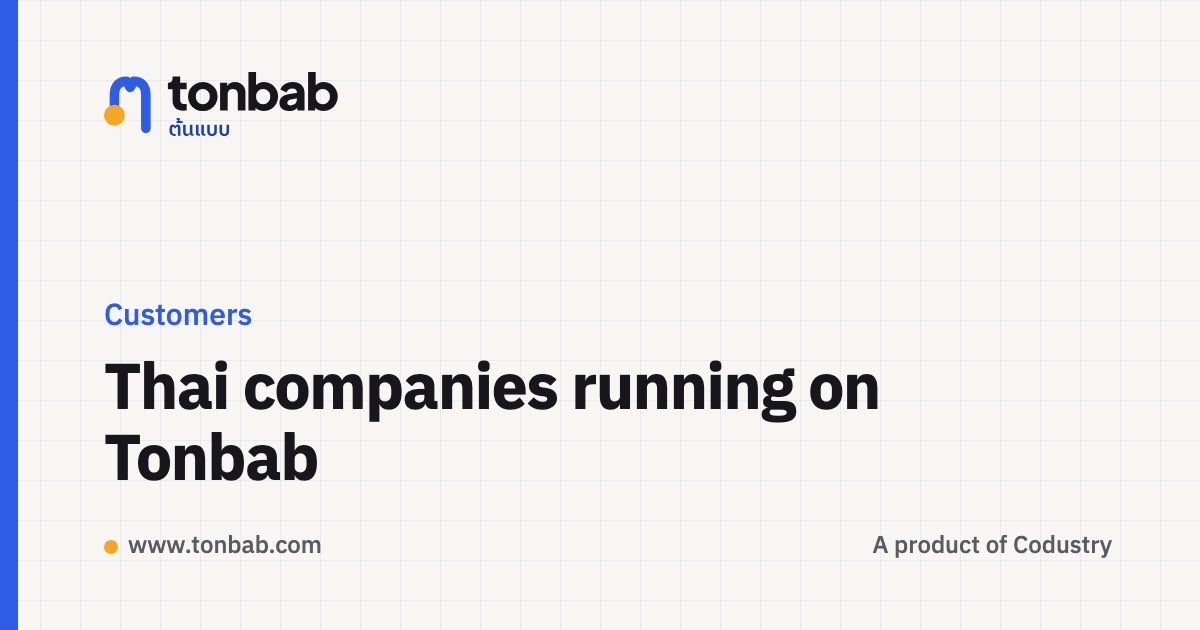 tonbab
ต้นแบบ
Customers
Thai companies running on
Tonbab
www.tonbab.com
A product of Codustry